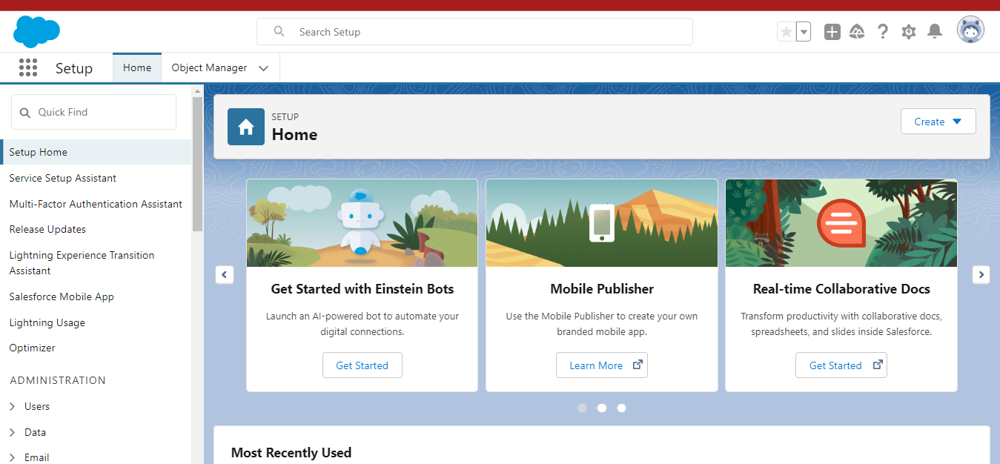 Search Setup
Setup
Home
Object Manager
Quick Find
Setup Home
Service Setup Assistant
Multi-Factor Authentication Assistant
Release Updates
Lightning Experience Transition
Assistant
Salesforce Mobile App
Lightning Usage
Optimizer
ADMINISTRATION
Users
Data
Email
SETUP
Home
Create
Get Started with Einstein Bots
Launch an AI-powered bot to automate your
digital connections.
Get Started
Mobile Publisher
Use the Mobile Publisher to create your own
branded mobile app.
Learn More
Real-time Collaborative Docs
Transform productivity with collaborative docs,
spreadsheets, and slides inside Salesforce.
Get Started
Most Recently Used